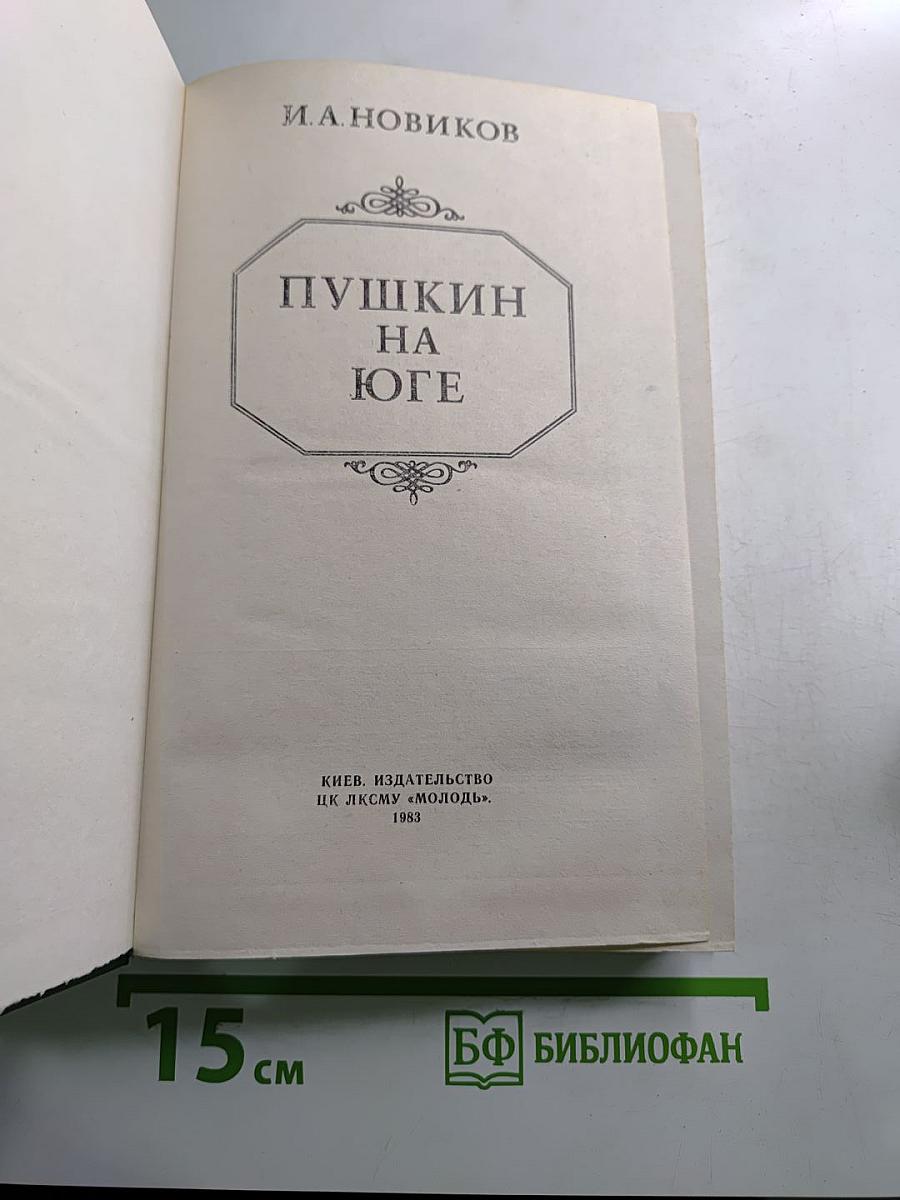 И.А.НОВИКОВ
ПУШКИН
НА
ЮГЕ
КИЕВ. ИЗДАТЕЛЬСТВО
ЦК ЛКСМУ «МОЛОДЬ».
1983
15 см
БФ БИБЛИОФАН